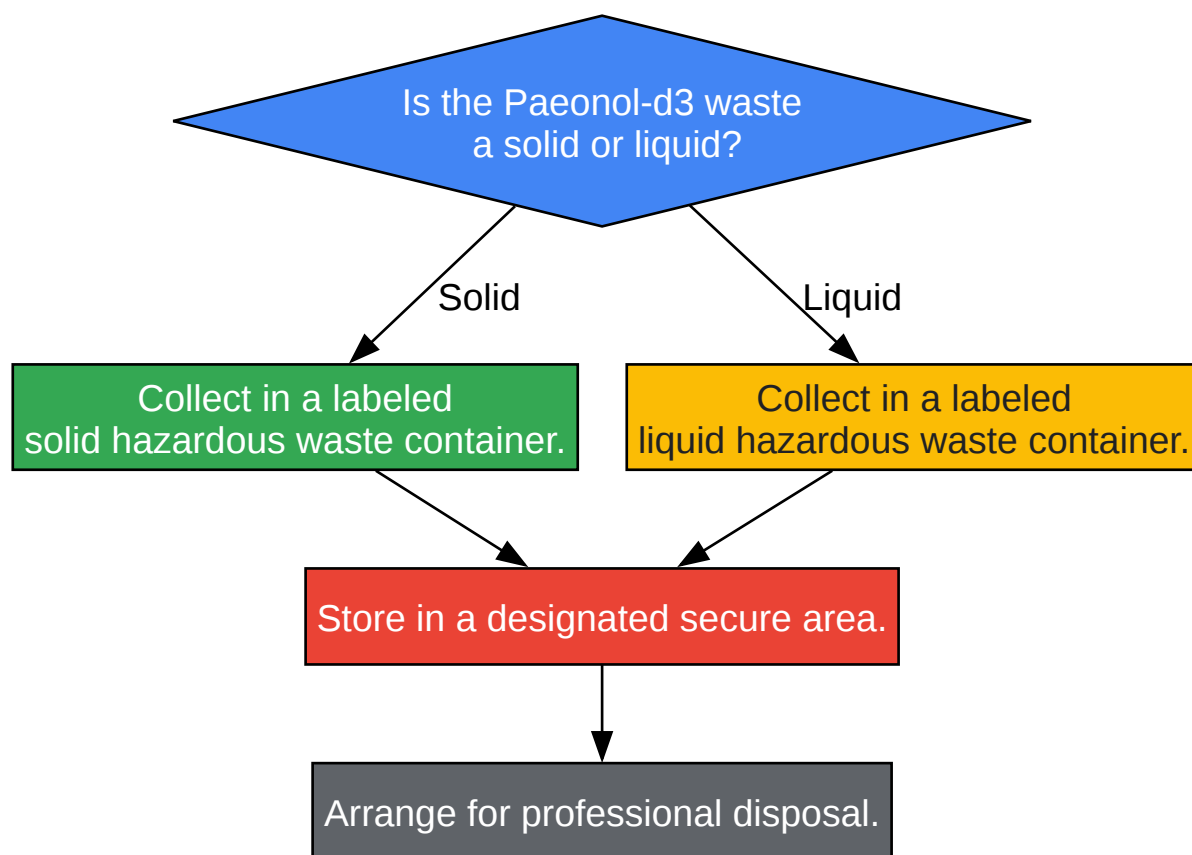 Is the Paeonol-d3 waste
a solid or liquid?
Solid
Liquid
Collect in a labeled
solid hazardous waste container.
Collect in a labeled
liquid hazardous waste container.
Store in a designated secure area.
Arrange for professional disposal.